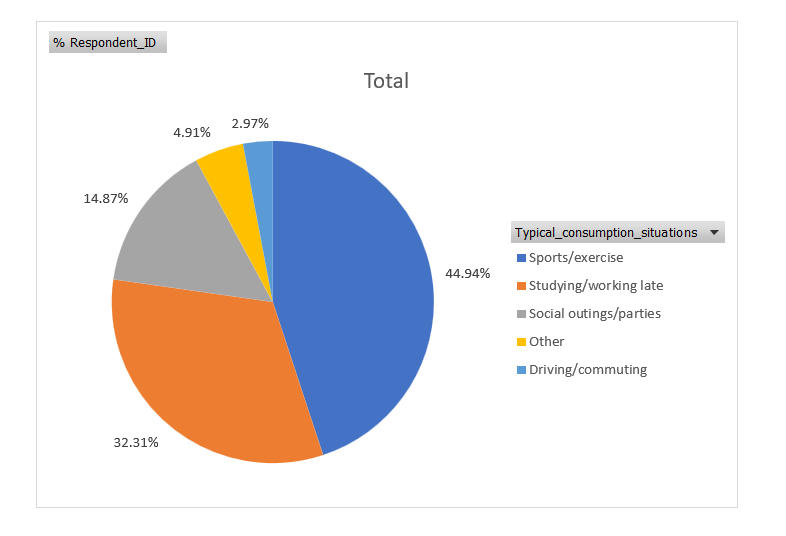 % Respondent_ID
Total
2.97%
4.91%
14.87%
44.94%
32.31%
Typical_consumption_situations
Sports/exercise
Studying/working late
Social outings/parties
Other
Driving/commuting